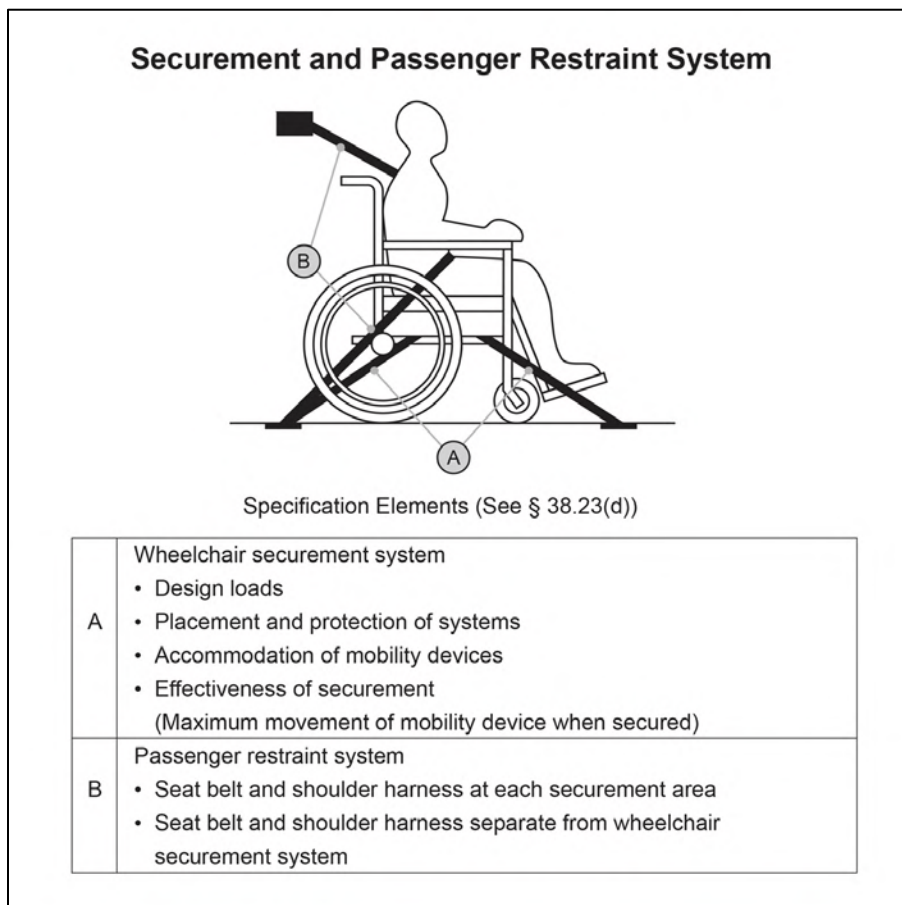 Securement and Passenger Restraint System
B
A
Specification Elements (See § 38.23(d))
A
Wheelchair securement system
• Design loads
• Placement and protection of systems
• Accommodation of mobility devices
• Effectiveness of securement
(Maximum movement of mobility device when secured)
B
Passenger restraint system
• Seat belt and shoulder harness at each securement area
• Seat belt and shoulder harness separate from wheelchair
securement system